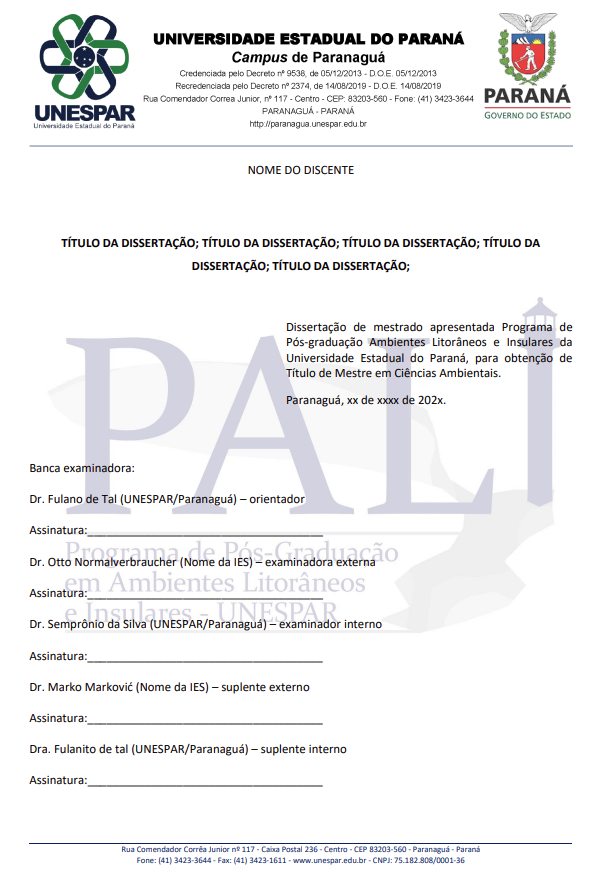 UNESPAR
Universidade Estadual do Paraná
UNIVERSIDADE ESTADUAL DO PARANÁ
Campus de Paranaguá
Credenciada pelo Decreto nº 9538, de 05/12/2013 - D.O.E. 05/12/2013
Recredenciada pelo Decreto nº 2374, de 14/08/2019 - D.O.E. 14/08/2019
Rua Comendador Correa Junior, nº 117 - Centro - CEP: 83203-560 - Fone: (41) 3423-3644
PARANAGUÁ - PARANÁ
http://paranagua.unespar.edu.br
PARANÁ
GOVERNO DO ESTADO
NOME DO DISCENTE
TÍTULO DA DISSERTAÇÃO; TÍTULO DA DISSERTAÇÃO; TÍTULO DA DISSERTAÇÃO; TÍTULO DA
DISSERTAÇÃO; TÍTULO DA DISSERTAÇÃO;
Dissertação de mestrado apresentada Programa de
Pós-graduação Ambientes Litorâneos e Insulares da
Universidade Estadual do Paraná, para obtenção de
Título de Mestre em Ciências Ambientais.
Paranaguá, xx de xxxx de 202x.
PALI
Banca examinadora:
Dr. Fulano de Tal (UNESPAR/Paranaguá) – orientador
Assinatura:______________________________________
Programa de Pós-Graduação
Dr. Otto Normalverbraucher (Nome da IES) – examinadora externa
em Ambientes Litorâneos
Assinatura:______________________________________
e Insulares - UNESPAR
Dr. Semprônio da Silva (UNESPAR/Paranaguá) – examinador interno
Assinatura:______________________________________
Dr. Marko Marković (Nome da IES) – suplente externo
Assinatura:______________________________________
Dra. Fulanito de tal (UNESPAR/Paranaguá) – suplente interno
Assinatura:______________________________________
Rua Comendador Corrêa Junior nº 117 - Caixa Postal 236 - Centro - CEP 83203-560 - Paranaguá - Paraná
Fone: (41) 3423-3644 - Fax: (41) 3423-1611 - www.unespar.edu.br - CNPJ: 75.182.808/0001-36